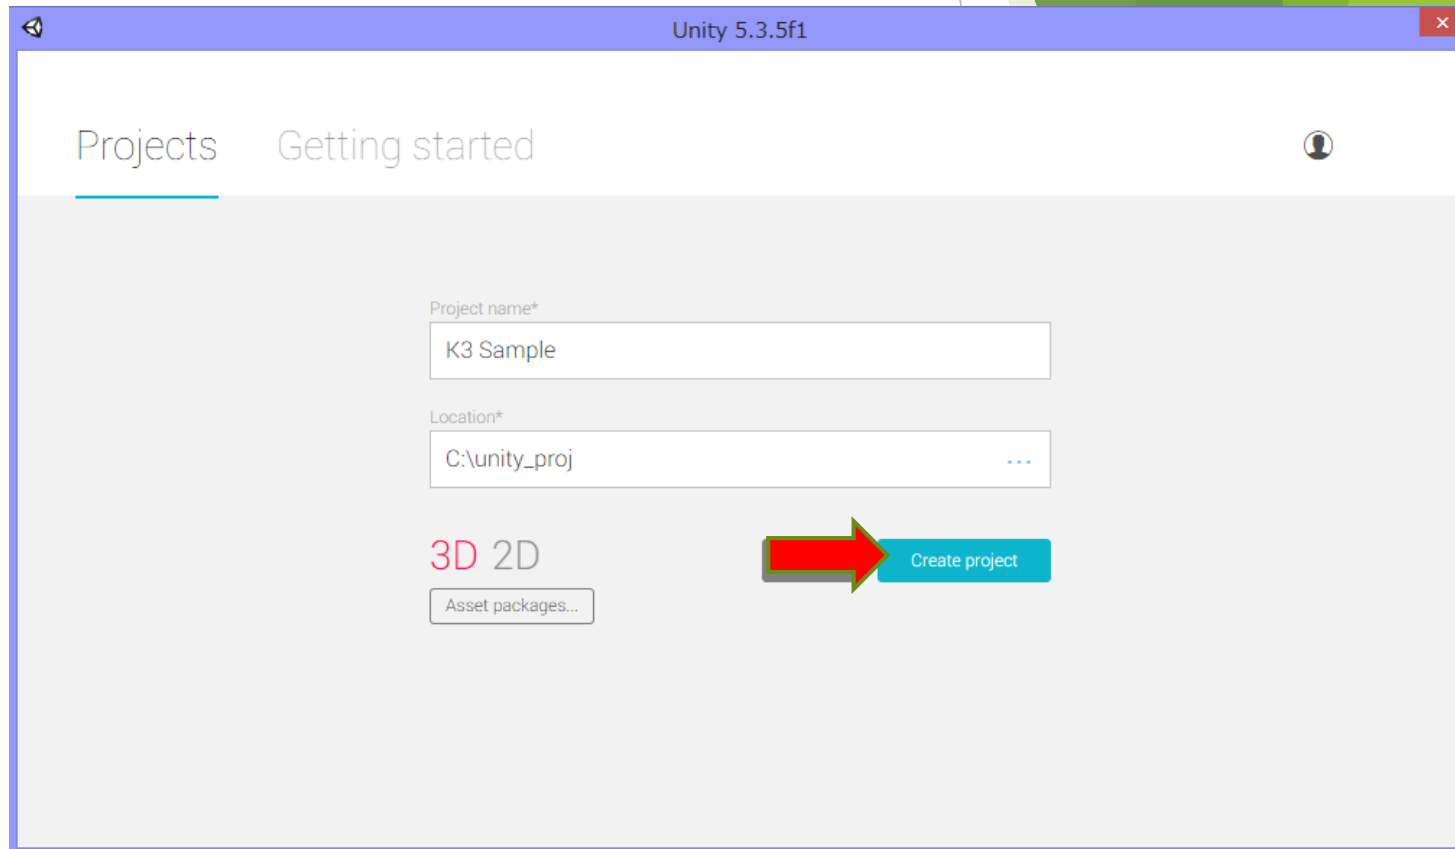 Unity 5.3.5f1
Projects Getting started
Project name*
K3 Sample
Location*
C:\unity_proj ...
3D 2D
Create project
Asset packages...